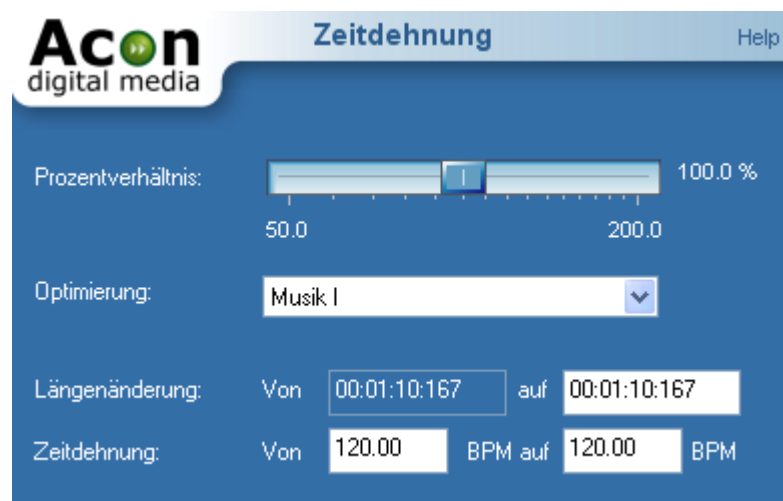 Acon
digital media
Zeitdehnung
Help
Prozentverhältnis:
100.0 %
50.0
200.0
Optimierung:
Musik I
Längenänderung: Von 00:01:10:167 auf 00:01:10:167
Zeitdehnung: Von 120.00 BPM auf 120.00 BPM